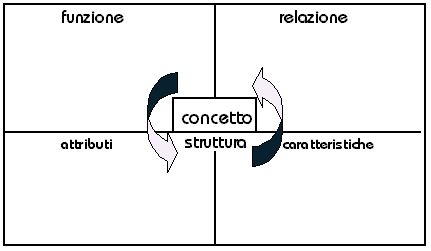 funzione
relazione
concetto
attributi
struttura
caratteristiche